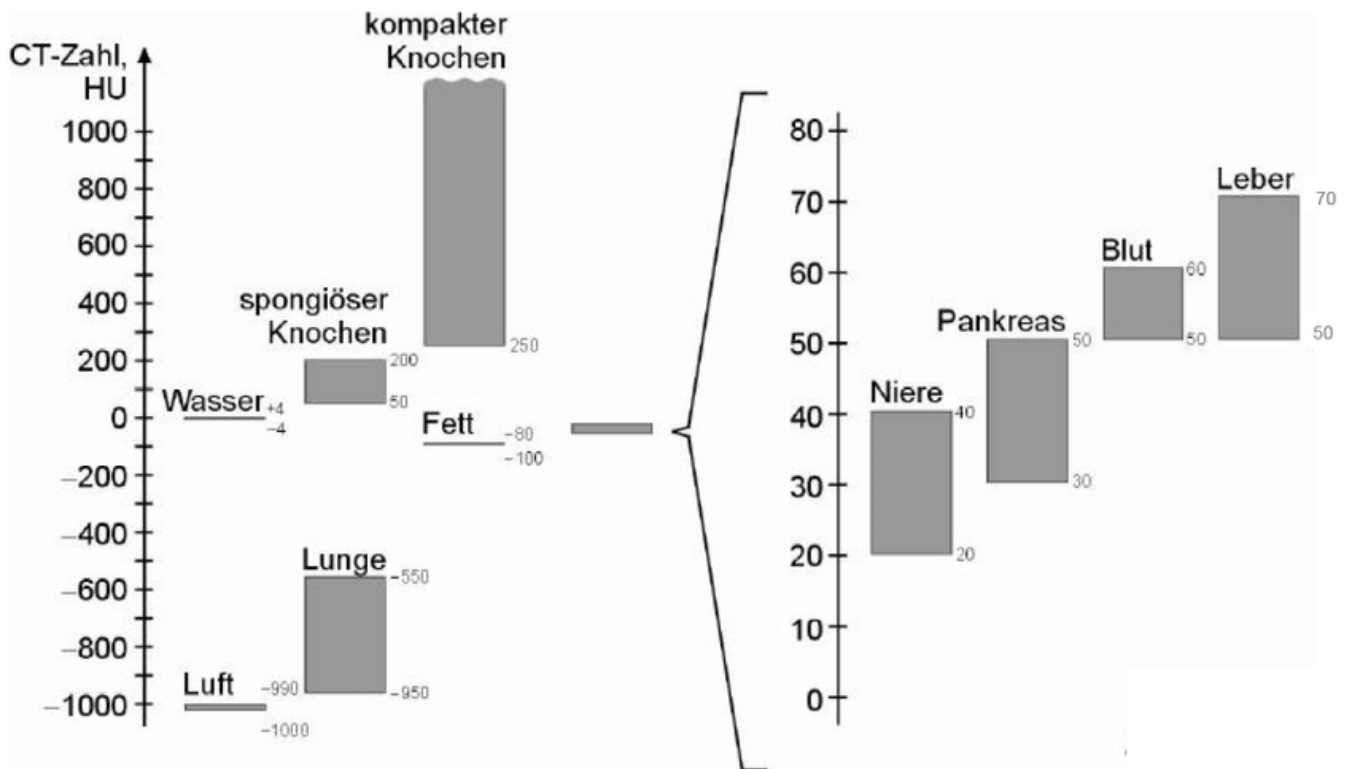 kompakter
Knochen
CT-Zahl,
HU
1000
800
600
400
200
0
–200
–400
–600
–800
–1000
spongiöser
Knochen
200
50
250
Wasser
+4
–4
Fett
–80
–100
Lunge
–550
–950
Luft
–990
–1000
80
70
60
50
40
30
20
10
0
Niere
40
20
Pankreas
50
30
Blut
60
50
Leber
70
50